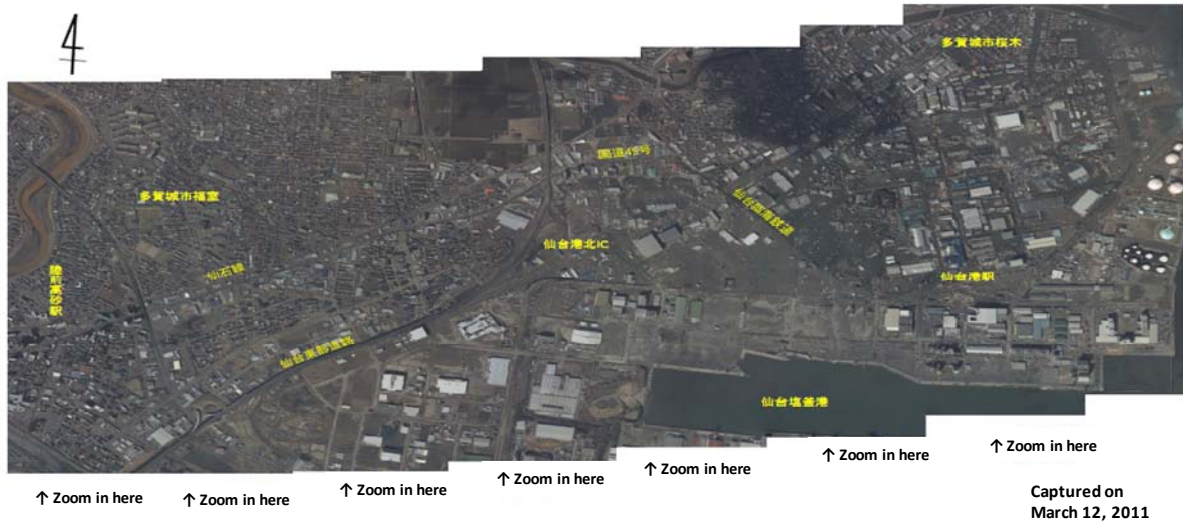 多賀城市桜木
国道45号
多賀城市福室
仙台臨海鉄道
仙台港北IC
仙石線
陸前高砂駅
仙台港駅
仙台東部道路
仙台塩釜港
↑ Zoom in here
↑ Zoom in here
↑ Zoom in here
↑ Zoom in here
↑ Zoom in here
↑ Zoom in here
↑ Zoom in here
Captured on
March 12, 2011